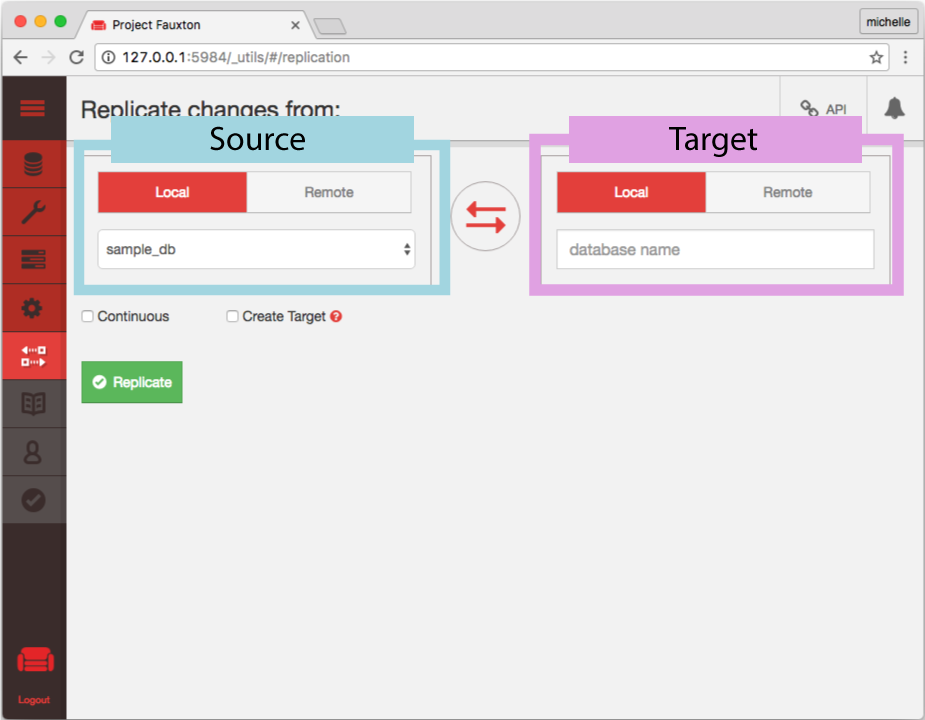 Project Fauxton
michelle
127.0.0.1:5984/_utils/#/replication
Replicate changes from:
API
Source
Target
Local Remote
Local Remote
sample_db
database name
Continuous
Create Target
Replicate
Logout